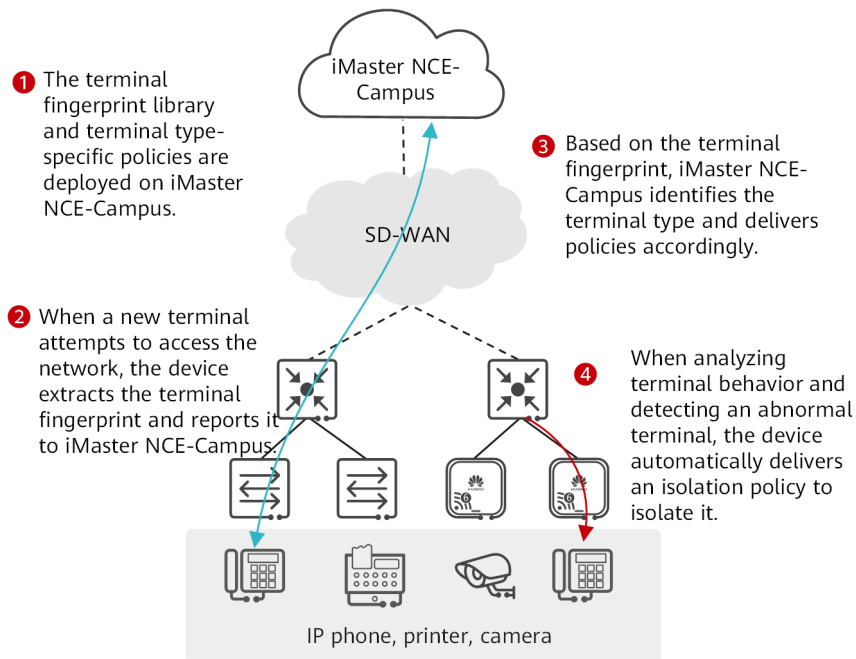 iMaster NCE-
Campus
1
The terminal
fingerprint library
and terminal type-
specific policies are
deployed on iMaster
NCE-Campus.
3
Based on the terminal
fingerprint, iMaster NCE-
Campus identifies the
terminal type and delivers
policies accordingly.
SD-WAN
2
When a new terminal
attempts to access the
network, the device
extracts the terminal
fingerprint and reports it
to iMaster NCE-Campus.
4
When analyzing
terminal behavior and
detecting an abnormal
terminal, the device
automatically delivers
an isolation policy to
isolate it.
HUAWEI
6
HUAWEI
6
IP phone, printer, camera